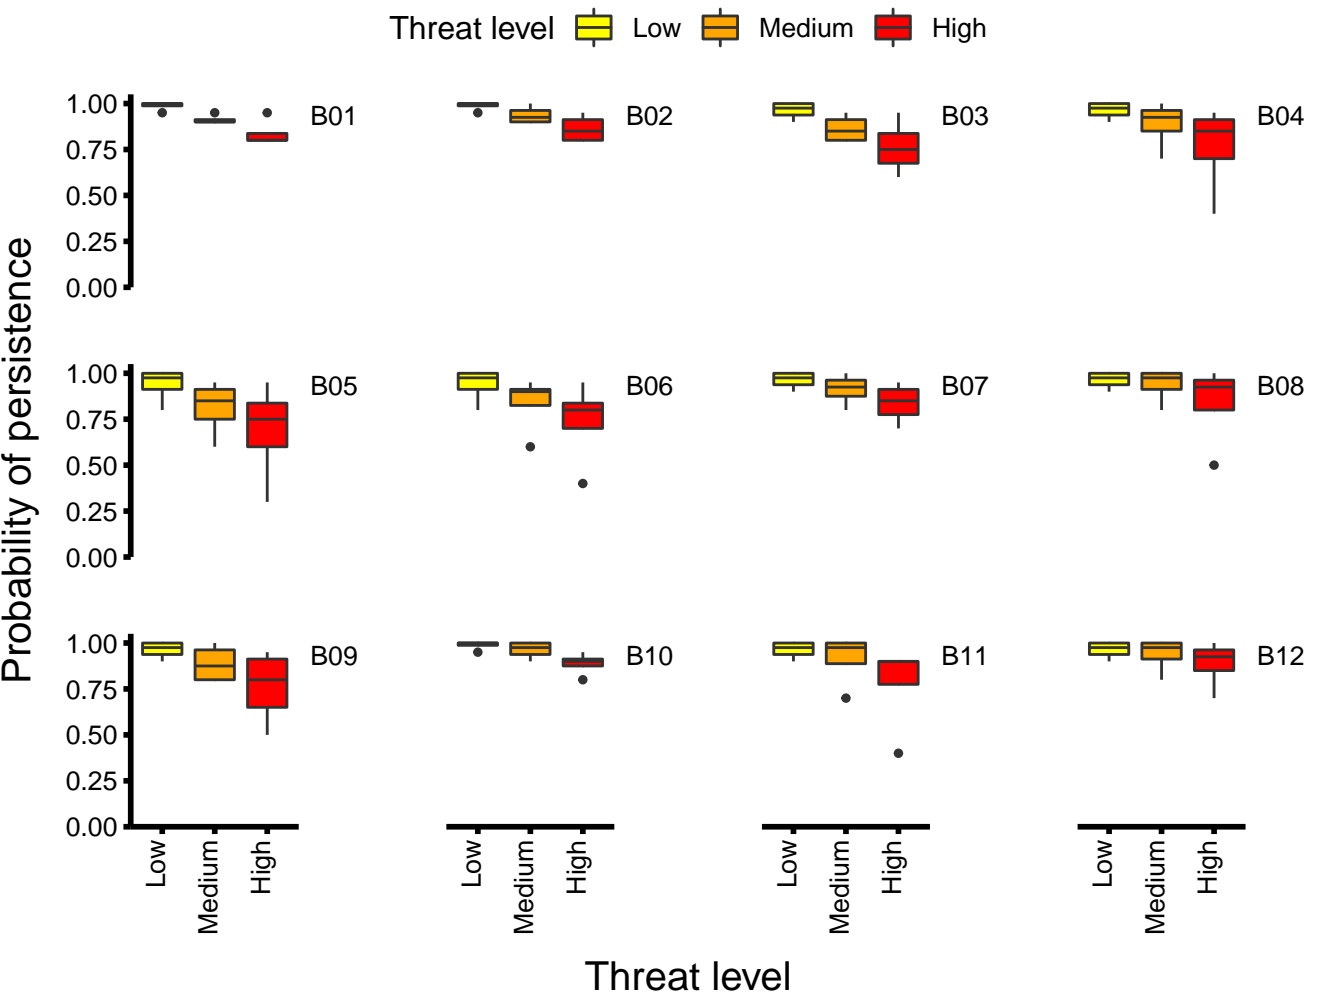 Threat level Low Medium High
Probability of persistence
1.00 B01 B02 B03 B04
0.75
0.50
0.25
0.00
1.00 B05 B06 B07 B08
0.75
0.50
0.25
0.00
1.00 B09 B10 B11 B12
0.75
0.50
0.25
0.00
Low Medium High Low Medium High Low Medium High Low Medium High
Threat level